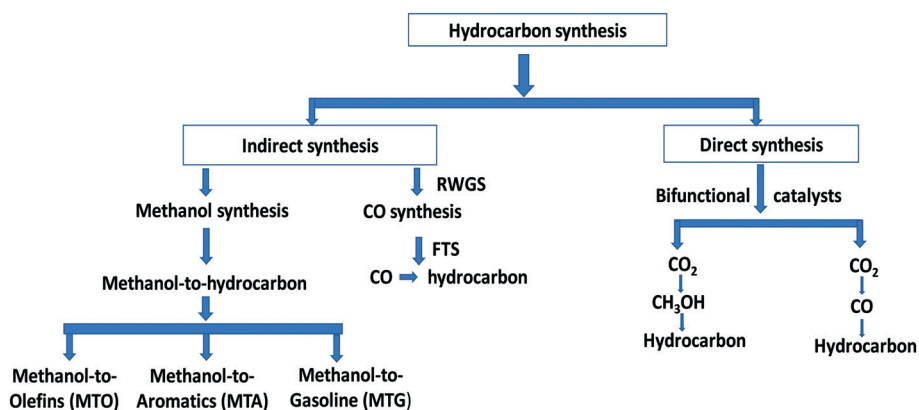 Hydrocarbon synthesis
Indirect synthesis
Direct synthesis
RWGS
Methanol synthesis
CO synthesis
FTS
CO hydrocarbon
Methanol-to-hydrocarbon
Methanol-to-
Olefins (MTO)
Methanol-to-
Aromatics (MTA)
Methanol-to-
Gasoline (MTG)
Bifunctional catalysts
CO₂
CH₃OH
Hydrocarbon
CO₂
CO
Hydrocarbon